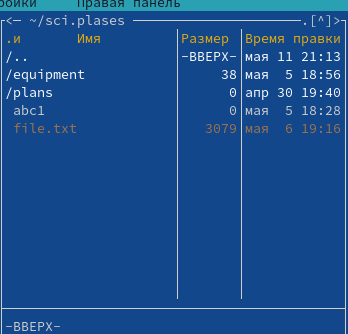 ройки Правая панель
<─ ~/sci.plases .[^]>
.и Имя Размер Время правки
/.. -ВВЕРХ- мая 11 21:13
/equipment 38 мая 5 18:56
/plans 0 апр 30 19:40
abc1 0 мая 5 18:28
file.txt 3079 мая 6 19:16
-ВВЕРХ-